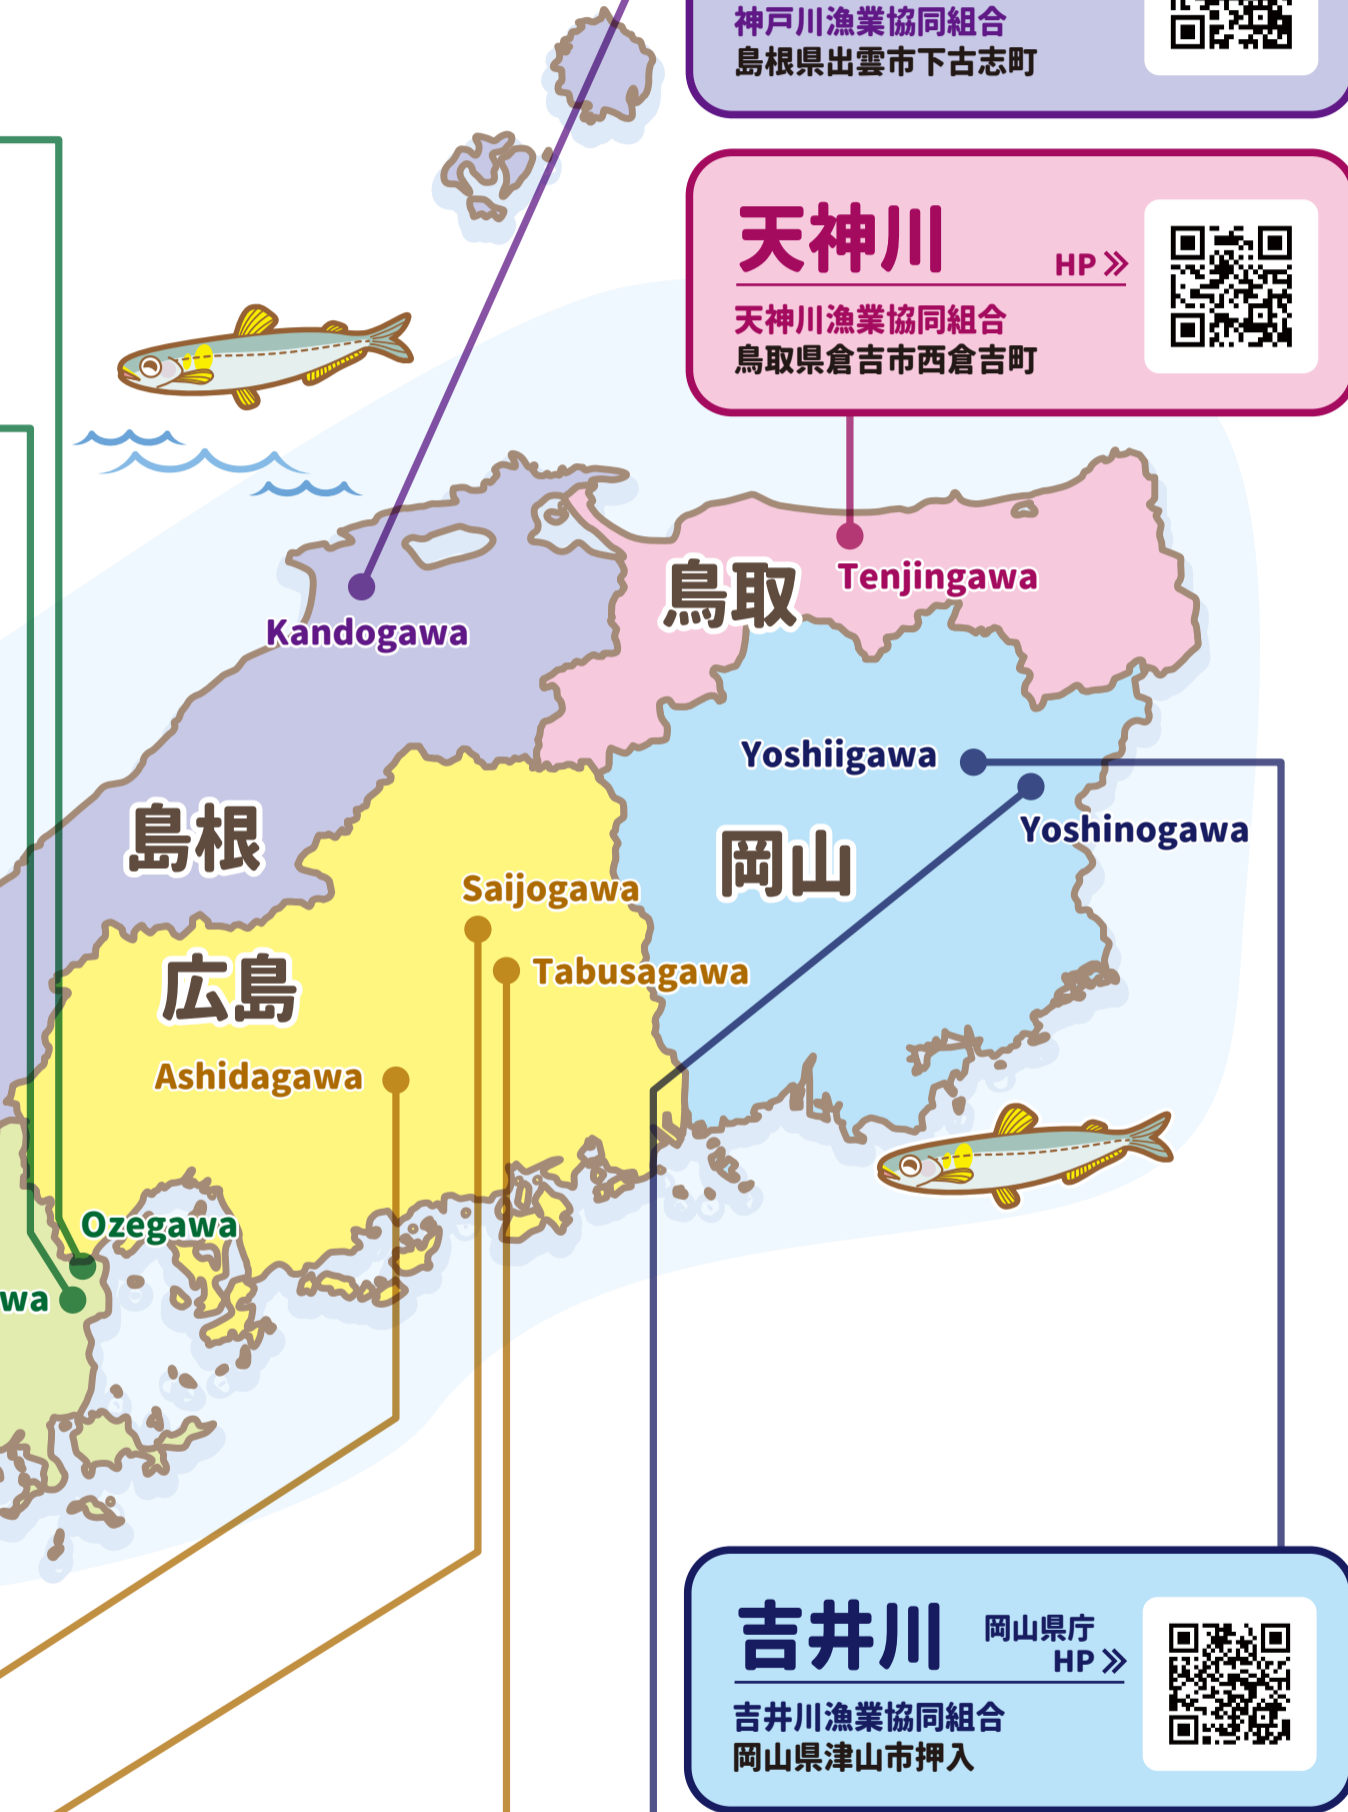 神戸川漁業協同組合
島根県出雲市下古志町
天神川
HP
天神川漁業協同組合
鳥取県倉吉市西倉吉町
鳥取
Tenjingawa
Kandogawa
Yoshiigawa
Yoshinogawa
島根
岡山
Saijogawa
広島
Tabusagawa
Ashidagawa
Ozegawa
wa
吉井川
岡山県庁
HP
吉井川漁業協同組合
岡山県津山市押入